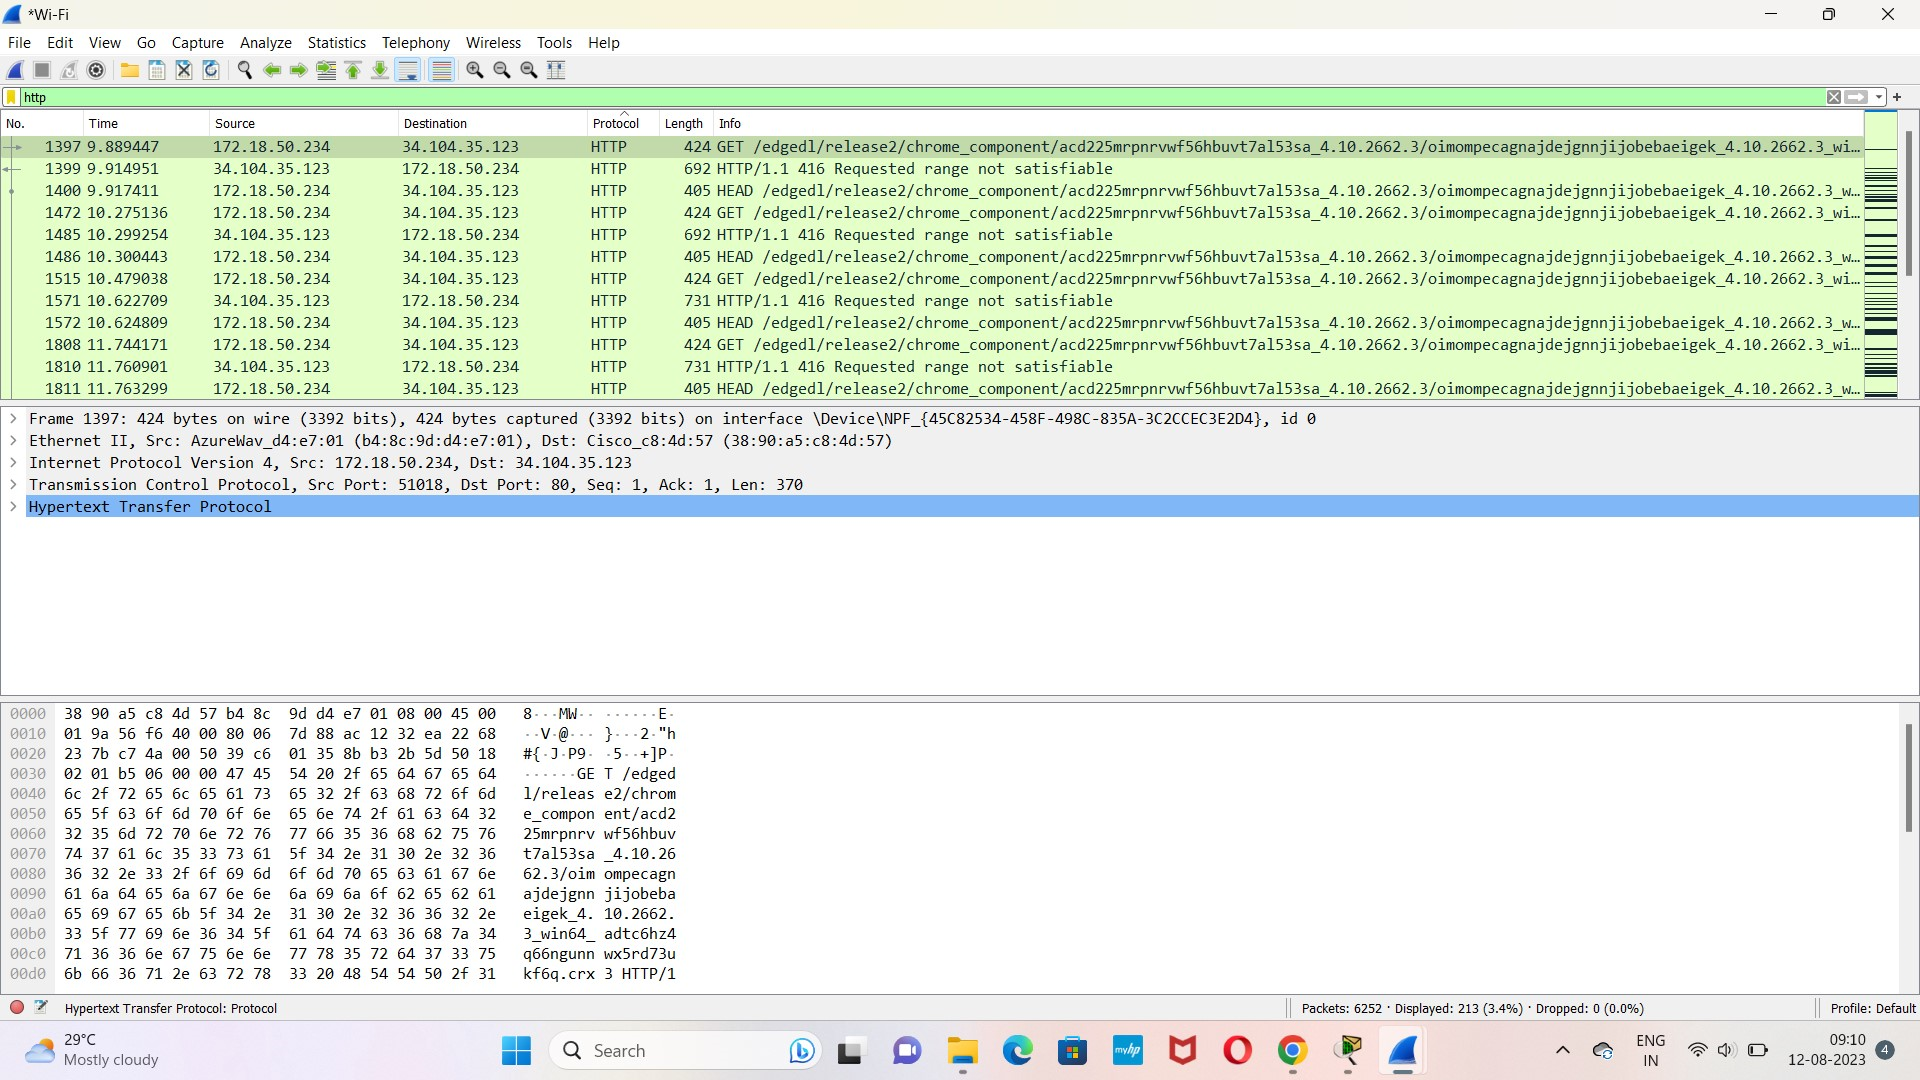 *Wi-Fi
File Edit View Go Capture Analyze Statistics Telephony Wireless Tools Help
http
No. Time Source Destination Protocol Length Info
1397 9.889447 172.18.50.234 34.104.35.123 HTTP 424 GET /edgedl/release2/chrome_component/acd225mrpnrvwf56hbuvt7al53sa_4.10.2662.3/oimompecagnajdejgnnjijobebaeigek_4.10.2662.3_wi…
1399 9.914951 34.104.35.123 172.18.50.234 HTTP 692 HTTP/1.1 416 Requested range not satisfiable
1400 9.917411 172.18.50.234 34.104.35.123 HTTP 405 HEAD /edgedl/release2/chrome_component/acd225mrpnrvwf56hbuvt7al53sa_4.10.2662.3/oimompecagnajdejgnnjijobebaeigek_4.10.2662.3_w…
1472 10.275136 172.18.50.234 34.104.35.123 HTTP 424 GET /edgedl/release2/chrome_component/acd225mrpnrvwf56hbuvt7al53sa_4.10.2662.3/oimompecagnajdejgnnjijobebaeigek_4.10.2662.3_wi…
1485 10.299254 34.104.35.123 172.18.50.234 HTTP 692 HTTP/1.1 416 Requested range not satisfiable
1486 10.300443 172.18.50.234 34.104.35.123 HTTP 405 HEAD /edgedl/release2/chrome_component/acd225mrpnrvwf56hbuvt7al53sa_4.10.2662.3/oimompecagnajdejgnnjijobebaeigek_4.10.2662.3_w…
1515 10.479038 172.18.50.234 34.104.35.123 HTTP 424 GET /edgedl/release2/chrome_component/acd225mrpnrvwf56hbuvt7al53sa_4.10.2662.3/oimompecagnajdejgnnjijobebaeigek_4.10.2662.3_wi…
1571 10.622709 34.104.35.123 172.18.50.234 HTTP 731 HTTP/1.1 416 Requested range not satisfiable
1572 10.624809 172.18.50.234 34.104.35.123 HTTP 405 HEAD /edgedl/release2/chrome_component/acd225mrpnrvwf56hbuvt7al53sa_4.10.2662.3/oimompecagnajdejgnnjijobebaeigek_4.10.2662.3_w…
1808 11.744171 172.18.50.234 34.104.35.123 HTTP 424 GET /edgedl/release2/chrome_component/acd225mrpnrvwf56hbuvt7al53sa_4.10.2662.3/oimompecagnajdejgnnjijobebaeigek_4.10.2662.3_wi…
1810 11.760901 34.104.35.123 172.18.50.234 HTTP 731 HTTP/1.1 416 Requested range not satisfiable
1811 11.763299 172.18.50.234 34.104.35.123 HTTP 405 HEAD /edgedl/release2/chrome_component/acd225mrpnrvwf56hbuvt7al53sa_4.10.2662.3/oimompecagnajdejgnnjijobebaeigek_4.10.2662.3_w…
Frame 1397: 424 bytes on wire (3392 bits), 424 bytes captured (3392 bits) on interface \Device\NPF_{45C82534-458F-498C-835A-3C2CCEC3E2D4}, id 0
Ethernet II, Src: AzureWav_d4:e7:01 (b4:8c:9d:d4:e7:01), Dst: Cisco_c8:4d:57 (38:90:a5:c8:4d:57)
Internet Protocol Version 4, Src: 172.18.50.234, Dst: 34.104.35.123
Transmission Control Protocol, Src Port: 51018, Dst Port: 80, Seq: 1, Ack: 1, Len: 370
Hypertext Transfer Protocol
0000 38 90 a5 c8 4d 57 b4 8c 9d d4 e7 01 08 00 45 00 8···MW·· ······E·
0010 01 9a 56 f6 40 00 80 06 7d 88 ac 12 32 ea 22 68 ··V·@··· }···2·"h
0020 23 7b c7 4a 00 50 39 c6 01 35 8b b3 2b 5d 50 18 #{·J·P9· ·5··+]P·
0030 02 01 b5 06 00 00 47 45 54 20 2f 65 64 67 65 64 ······GE T /edged
0040 6c 2f 72 65 6c 65 61 73 65 32 2f 63 68 72 6f 6d l/releas e2/chrom
0050 65 5f 63 6f 6d 70 6f 6e 65 6e 74 2f 61 63 64 32 e_compon ent/acd2
0060 32 35 6d 72 70 6e 72 76 77 66 35 36 68 62 75 76 25mrpnrv wf56hbuv
0070 74 37 61 6c 35 33 73 61 5f 34 2e 31 30 2e 32 36 t7al53sa _4.10.26
0080 36 32 2e 33 2f 6f 69 6d 6f 6d 70 65 63 61 67 6e 62.3/oim ompecagn
0090 61 6a 64 65 6a 67 6e 6e 6a 69 6a 6f 62 65 62 61 ajdejgnn jijobeba
00a0 65 69 67 65 6b 5f 34 2e 31 30 2e 32 36 36 32 2e eigek_4. 10.2662.
00b0 33 5f 77 69 6e 36 34 5f 61 64 74 63 36 68 7a 34 3_win64_ adtc6hz4
00c0 71 36 36 6e 67 75 6e 6e 77 78 35 72 64 37 33 75 q66ngunn wx5rd73u
00d0 6b 66 36 71 2e 63 72 78 33 20 48 54 54 50 2f 31 kf6q.crx 3 HTTP/1
Hypertext Transfer Protocol: Protocol Packets: 6252 · Displayed: 213 (3.4%) · Dropped: 0 (0.0%) Profile: Default
29°C
Mostly cloudy
Search
myhp
ENG
IN
09:10
12-08-2023
4